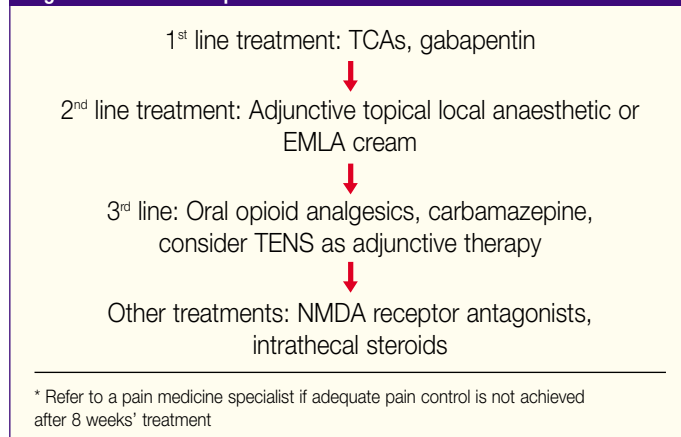 1st line treatment: TCAs, gabapentin
2nd line treatment: Adjunctive topical local anaesthetic or
EMLA cream
3rd line: Oral opioid analgesics, carbamazepine,
consider TENS as adjunctive therapy
Other treatments: NMDA receptor antagonists,
intrathecal steroids
* Refer to a pain medicine specialist if adequate pain control is not achieved
after 8 weeks' treatment